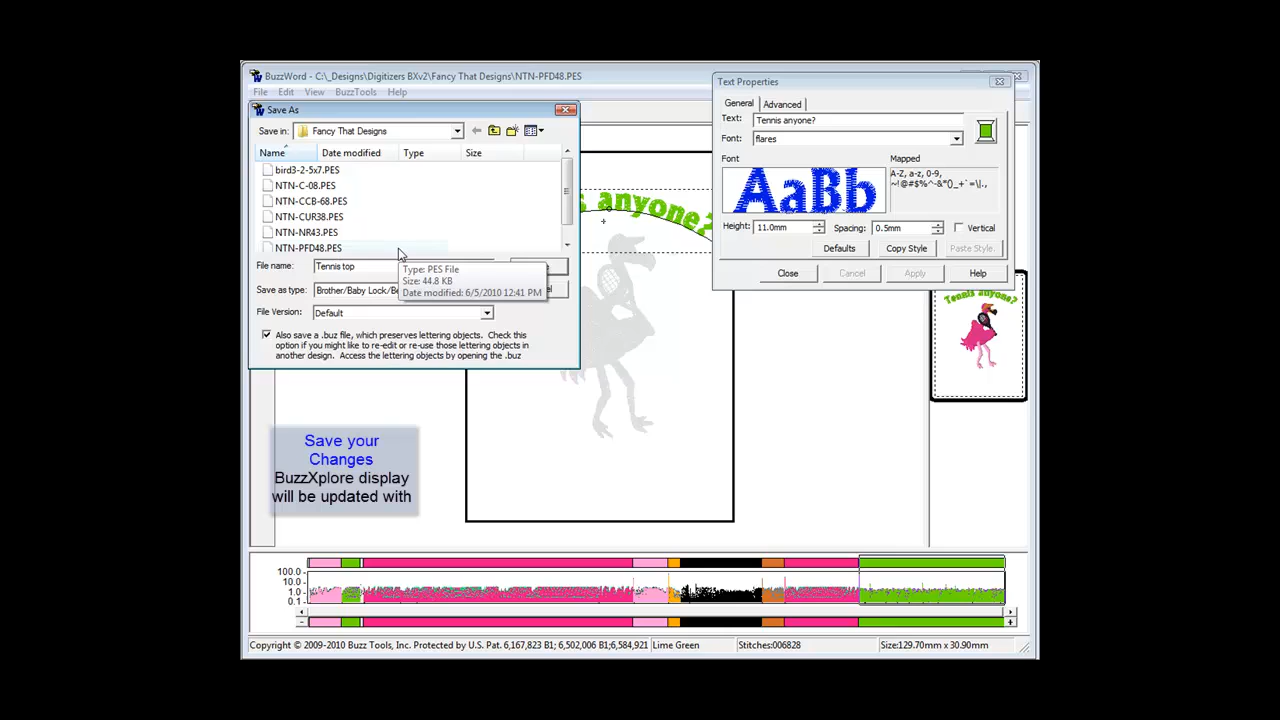 BuzzWord - C:\_Designs\Digitizers BXv2\Fancy That Designs\NTN-PFD48.PES
File Edit View BuzzTools Help
Save As
Save in: Fancy That Designs
Name Date modified Type Size
bird3-2-5x7.PES
NTN-C-08.PES
NTN-CCB-68.PES
NTN-CUR38.PES
NTN-NR43.PES
NTN-PFD48.PES
File name: Tennis top
Save as type: Brother/Baby Lock/Be
Type: PES File
Size: 44.8 KB
Date modified: 6/5/2010 12:41 PM
File Version: Default
Also save a .buz file, which preserves lettering objects. Check this
option if you might like to re-edit or re-use those lettering objects in
another design. Access the lettering objects by opening the .buz
s anyone?
Text Properties
General Advanced
Text: Tennis anyone?
Font: flares
Font Mapped
AaBb
A-Z, a-z, 0-9,
Height: 11.0mm Spacing: 0.5mm Vertical
Defaults Copy Style Paste Style.
Close Cancel Apply Help
Tennis anyone?
Save your
Changes
BuzzXplore display
will be updated with
100.0
10.0
1.0
0.1
Copyright © 2009-2010 Buzz Tools, Inc. Protected by U.S. Pat. 6,167,823 B1; 6,502,006 B1;6,584,921 Lime Green Stitches:006828 Size:129.70mm x 30.90mm